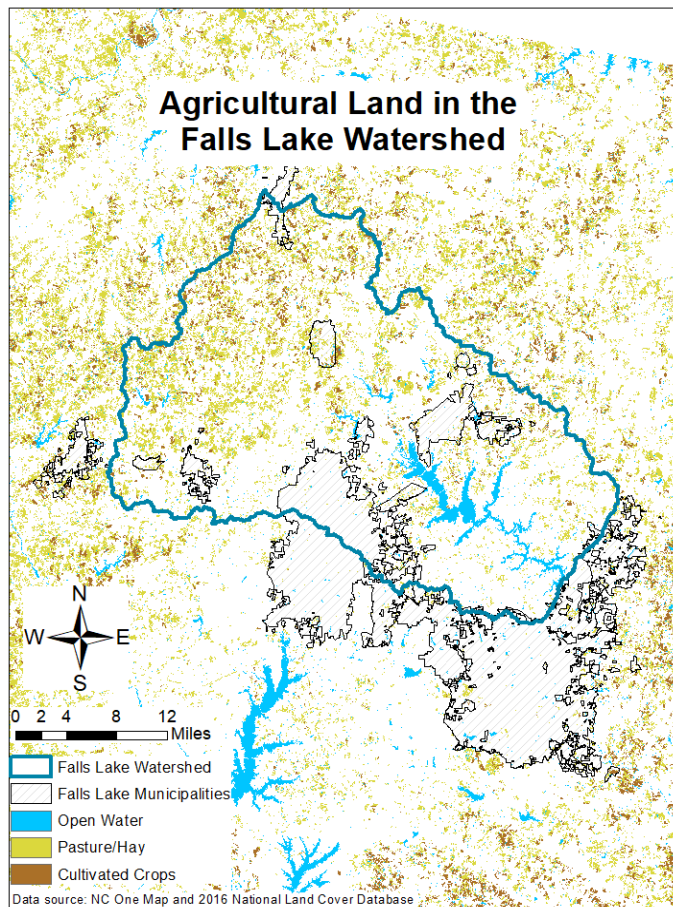 Agricultural Land in the
Falls Lake Watershed
N
W E
S
0 2 4 8 12
Miles
Falls Lake Watershed
Falls Lake Municipalities
Open Water
Pasture/Hay
Cultivated Crops
Data source: NC One Map and 2016 National Land Cover Database